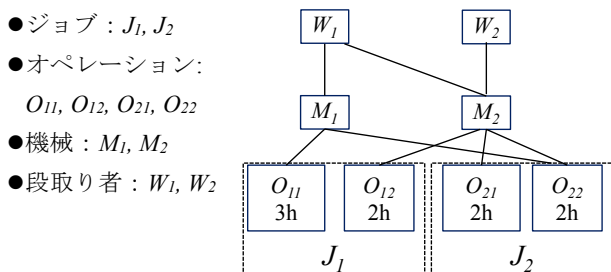 ●ジョブ：J1, J2
●オペレーション:
O11, O12, O21, O22
●機械：M1, M2
●段取り者：W1, W2
W1 W2
M1 M2
O11 O12 O21 O22
3h 2h 2h 2h
J1 J2